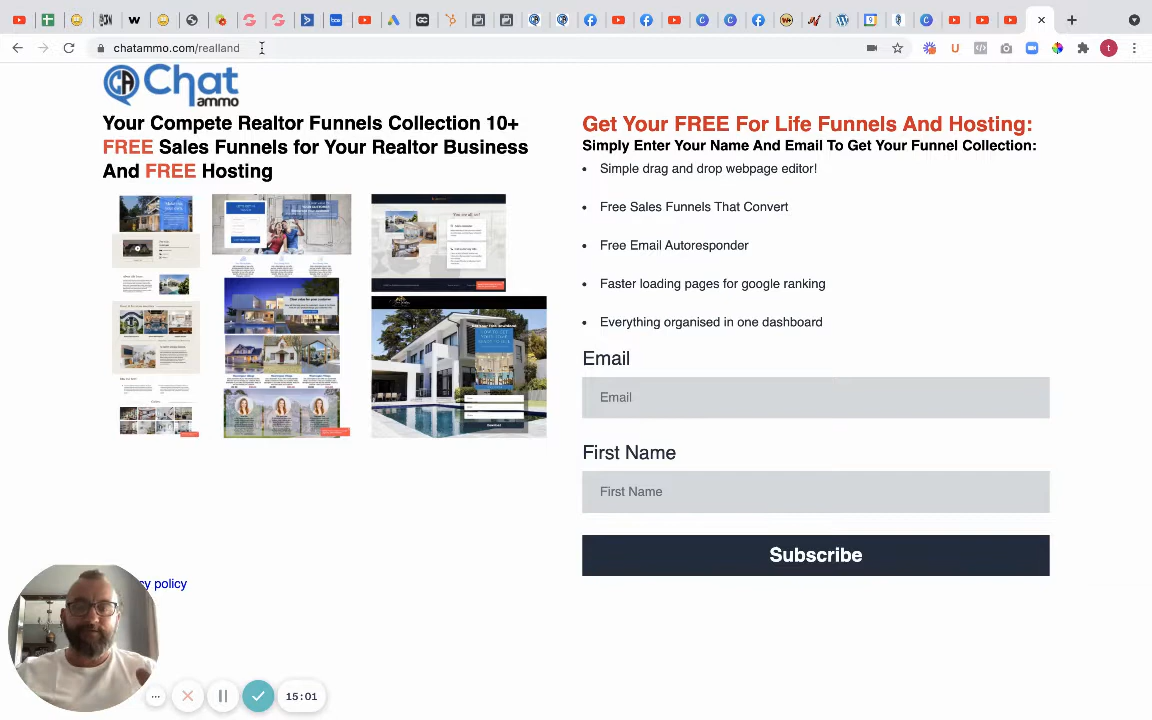 chatammo.com/realland
Chat
ammo
Your Compete Realtor Funnels Collection 10+
FREE Sales Funnels for Your Realtor Business
And FREE Hosting
Get Your FREE For Life Funnels And Hosting:
Simply Enter Your Name And Email To Get Your Funnel Collection:
Simple drag and drop webpage editor!
Free Sales Funnels That Convert
Free Email Autoresponder
Faster loading pages for google ranking
Everything organised in one dashboard
Email
Email
First Name
First Name
Subscribe
policy
15:01